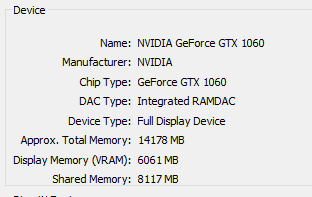 Device
Name: NVIDIA GeForce GTX 1060
Manufacturer: NVIDIA
Chip Type: GeForce GTX 1060
DAC Type: Integrated RAMDAC
Device Type: Full Display Device
Approx. Total Memory: 14178 MB
Display Memory (VRAM): 6061 MB
Shared Memory: 8117 MB